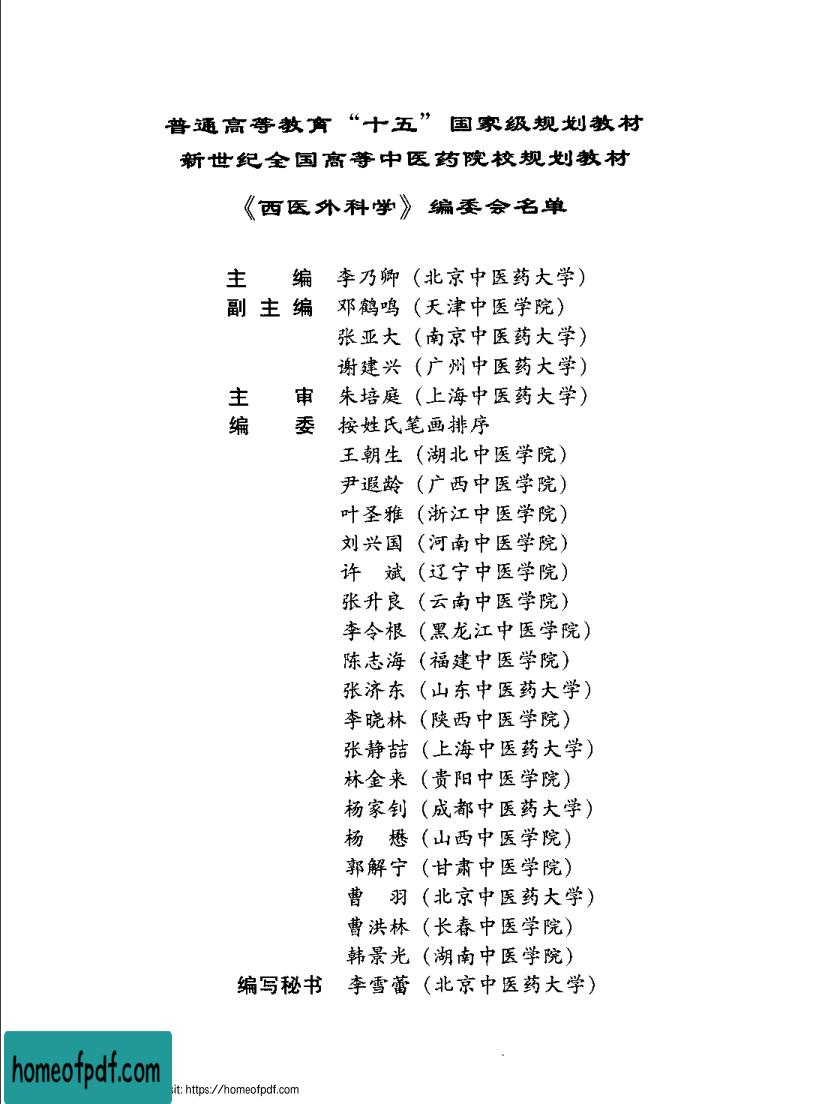 普通高等教育“十五”国家级规划教材
新世纪全国高等中医药院校规划教材
《西医外科学》编委会名单
主 编 李乃卿（北京中医药大学）
副 主 编 邓鹤鸣（天津中医学院）
张亚大（南京中医药大学）
谢建兴（广州中医药大学）
主 审 朱培庭（上海中医药大学）
编 委 按姓氏笔画排序
王朝生（湖北中医学院）
尹遐龄（广西中医学院）
叶圣雅（浙江中医学院）
刘兴国（河南中医学院）
许 斌（辽宁中医学院）
张升良（云南中医学院）
李令根（黑龙江中医学院）
陈志海（福建中医学院）
张济东（山东中医药大学）
李晓林（陕西中医学院）
张静喆（上海中医药大学）
林金来（贵阳中医学院）
杨家钊（成都中医药大学）
杨 懋（山西中医学院）
郭解宁（甘肃中医学院）
曹 羽（北京中医药大学）
曹洪林（长春中医学院）
韩景光（湖南中医学院）
编写秘书 李雪蕾（北京中医药大学）
homeofpdf.com
sit: https://homeofpdf.com